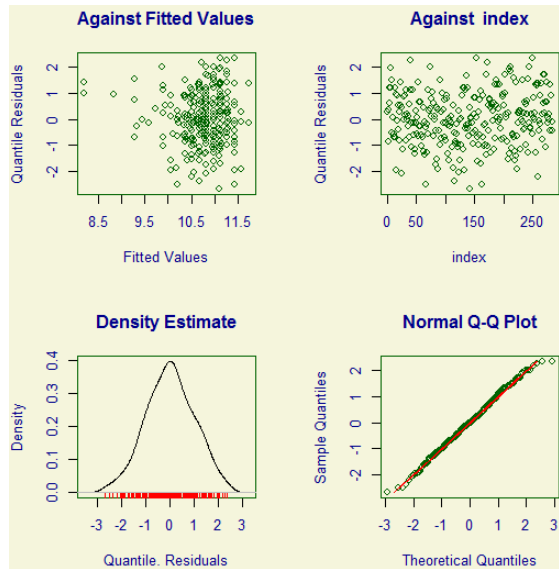 Against Fitted Values
Quantile Residuals
2
1
0
-1
-2
8.5 9.5 10.5 11.5
Fitted Values
Against index
Quantile Residuals
2
1
0
-1
-2
0 50 150 250
index
Density Estimate
Density
0.4
0.3
0.2
0.1
0.0
-3 -2 -1 0 1 2 3
Quantile. Residuals
Normal Q-Q Plot
Sample Quantiles
2
1
0
-1
-2
-3 -2 -1 0 1 2 3
Theoretical Quantiles